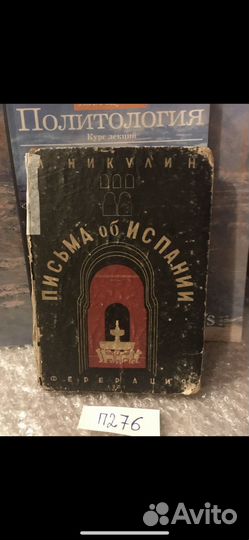 Политология
Курс лекций
НИКУЛИН
ПИСЬМА об ИСПАНИИ
ФЕДЕРАЦИЯ
П276
Avito